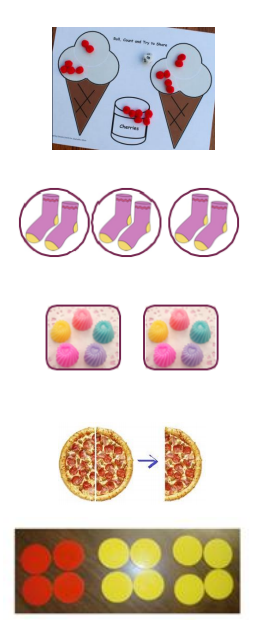 Roll, Count and Try to Share
Cherries